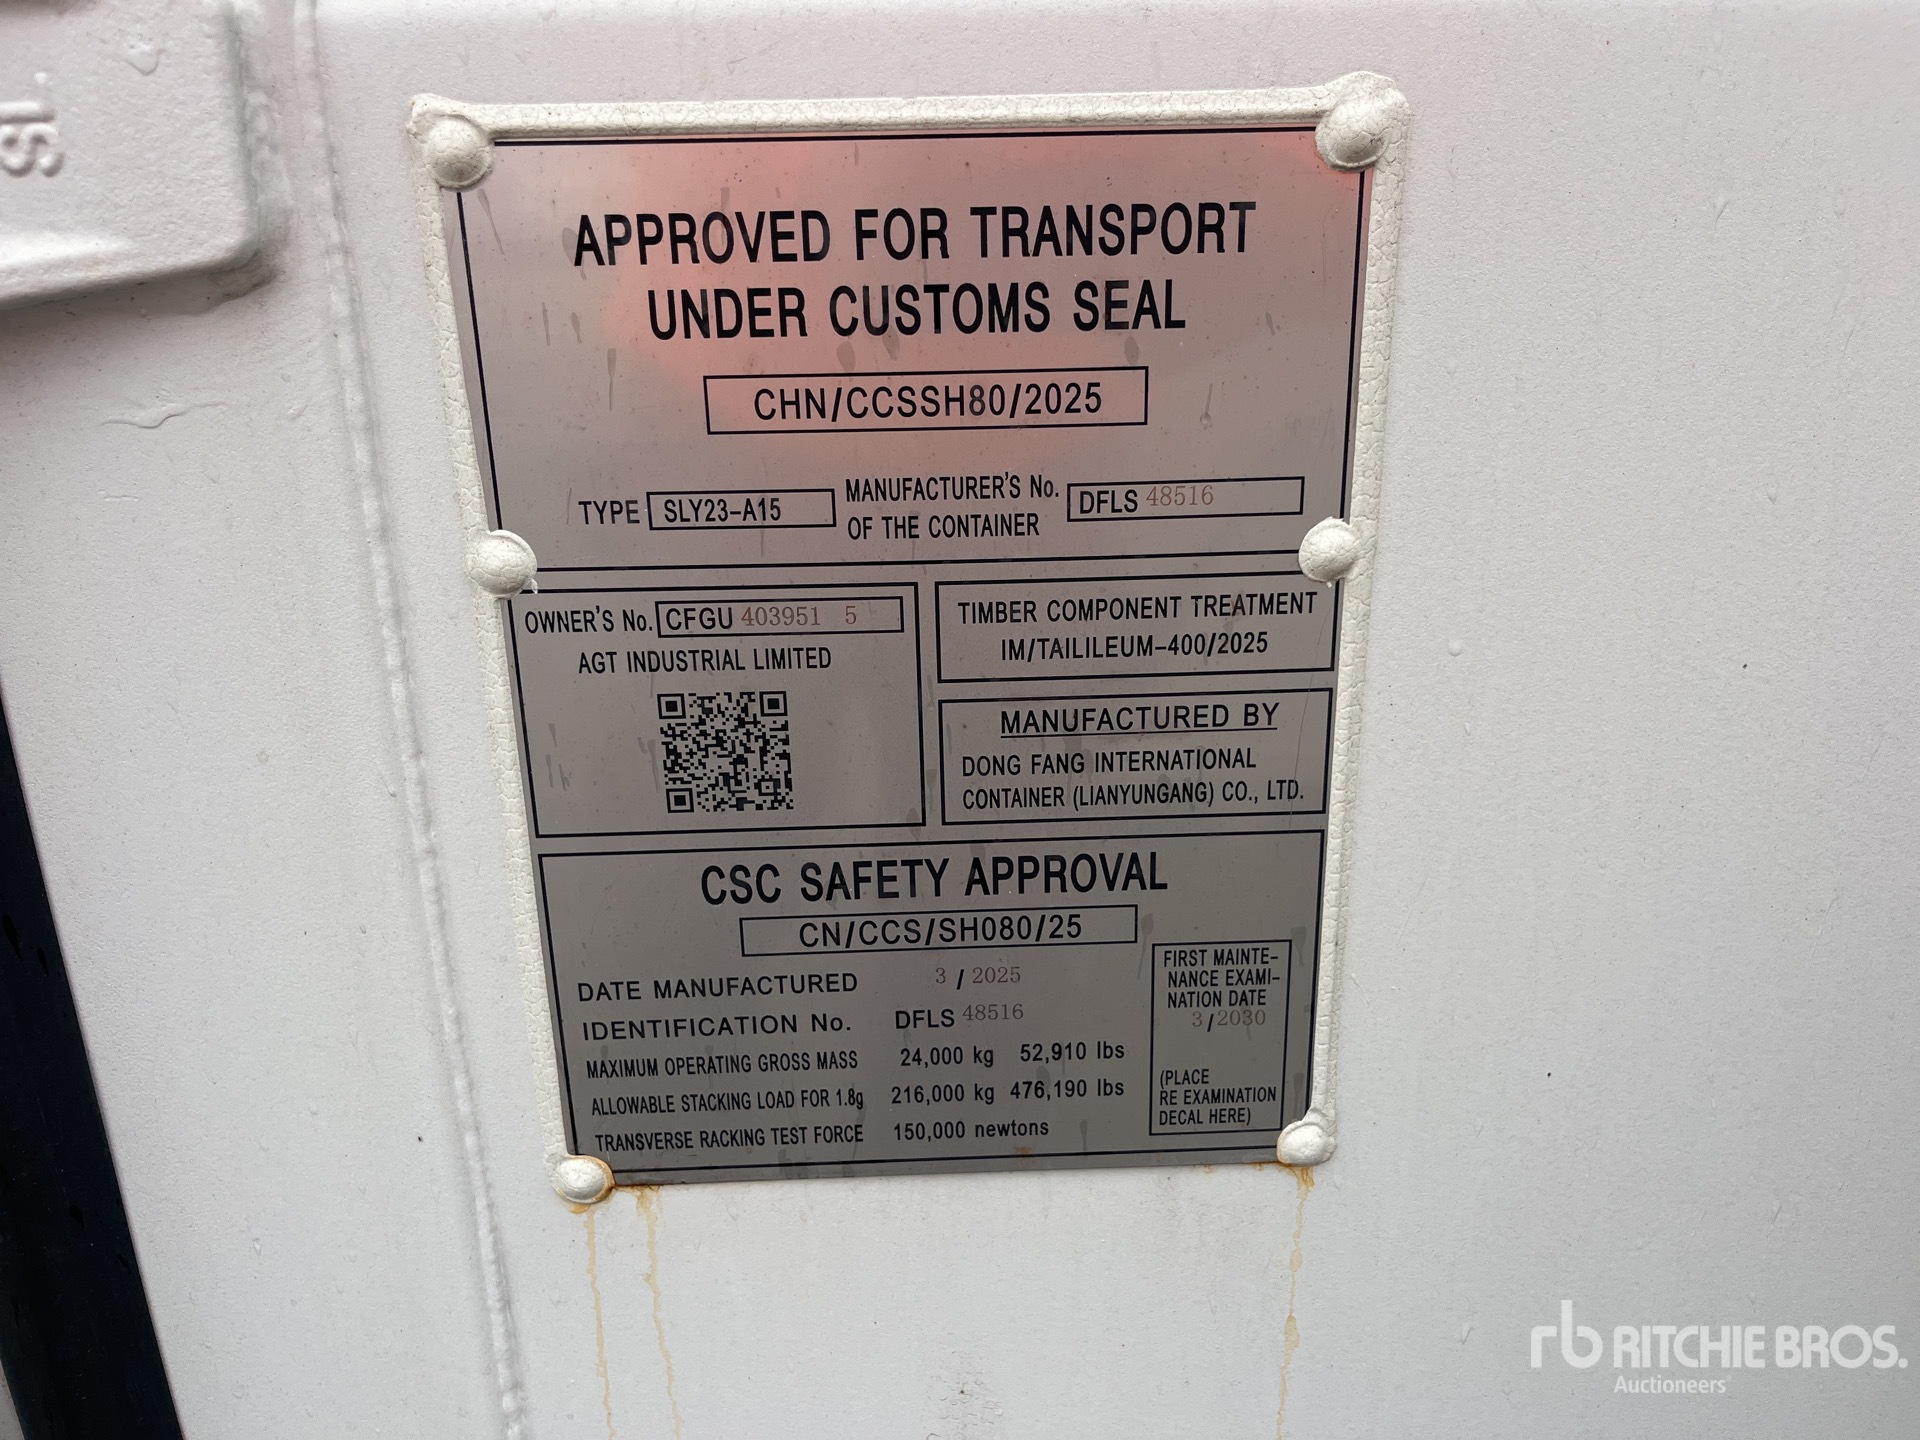 SL
APPROVED FOR TRANSPORT
UNDER CUSTOMS SEAL
CHN/CCSSH80/2025
TYPE SLY23-A15
MANUFACTURER'S No.
OF THE CONTAINER
DFLS 48516
OWNER'S No. CFGU 403951 5
AGT INDUSTRIAL LIMITED
TIMBER COMPONENT TREATMENT
IM/TAILILEUM-400/2025
MANUFACTURED BY
DONG FANG INTERNATIONAL
CONTAINER (LIANYUNGANG) CO., LTD.
CSC SAFETY APPROVAL
CN/CCS/SH080/25
DATE MANUFACTURED 3 / 2025
IDENTIFICATION No. DFLS 48516
MAXIMUM OPERATING GROSS MASS 24,000 kg 52,910 lbs
ALLOWABLE STACKING LOAD FOR 1.8g 216,000 kg 476,190 lbs
TRANSVERSE RACKING TEST FORCE 150,000 newtons
FIRST MAINTE-
NANCE EXAMI-
NATION DATE
3/2030
(PLACE
RE EXAMINATION
DECAL HERE)
rb RITCHIE BROS.
Auctioneers